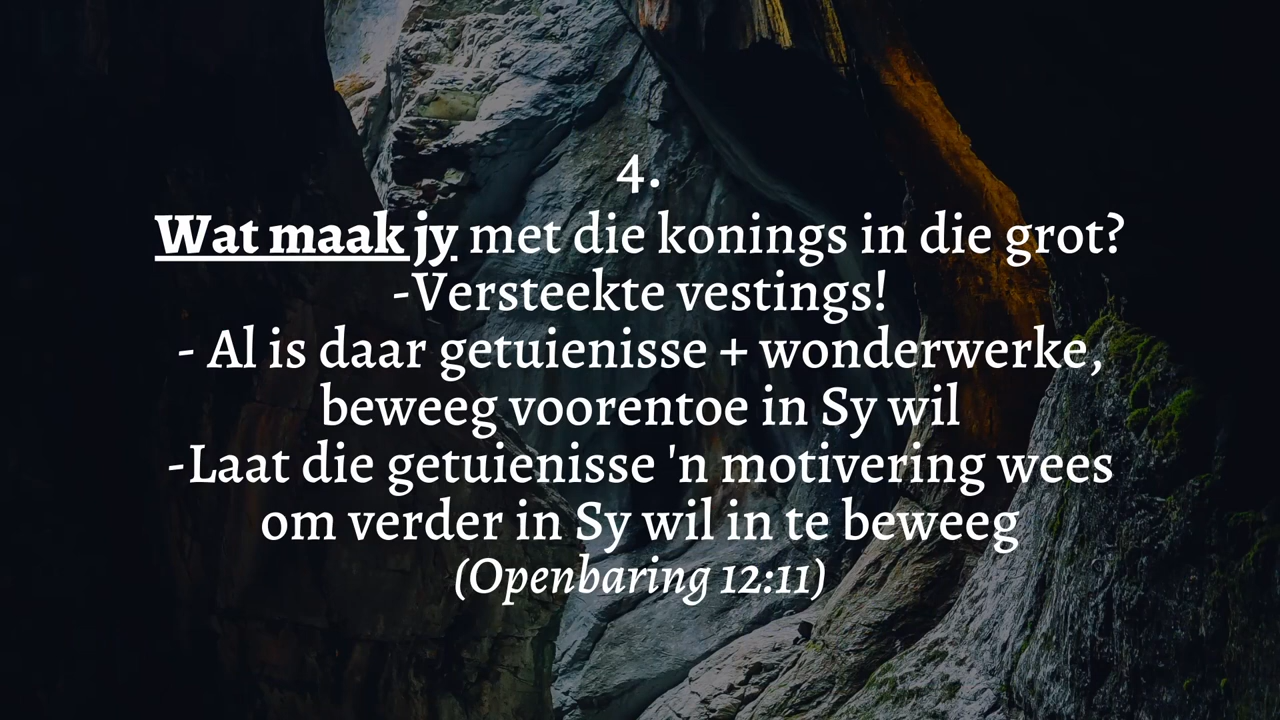 4.
Wat maak jy met die konings in die grot?
-Versteekte vestings!
- Al is daar getuienisse + wonderwerke,
beweeg voorentoe in Sy wil
-Laat die getuienisse 'n motivering wees
om verder in Sy wil in te beweeg
(Openbaring 12:11)